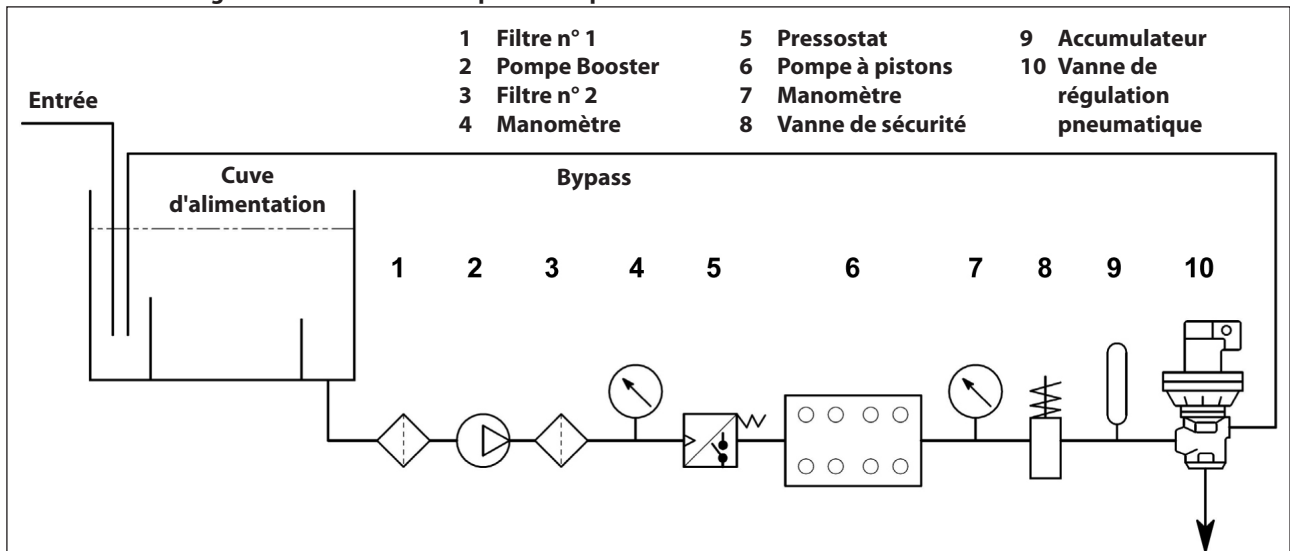 1 Filtre n° 1
2 Pompe Booster
3 Filtre n° 2
4 Manomètre
5 Pressostat
6 Pompe à pistons
7 Manomètre
8 Vanne de sécurité
9 Accumulateur
10 Vanne de
régulation
pneumatique
Entrée
Cuve
d'alimentation
Bypass
1 2 3 4 5 6 7 8 9 10